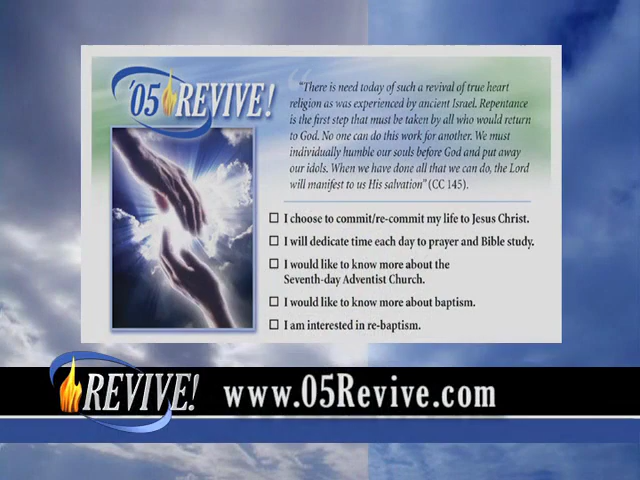 '05 REVIVE!
"There is need today of such a revival of true heart
religion as was experienced by ancient Israel. Repentance
is the first step that must be taken by all who would return
to God. No one can do this work for another. We must
individually humble our souls before God and put away
our idols. When we have done all that we can do, the Lord
will manifest to us His salvation" (CC 145).
I choose to commit/re-commit my life to Jesus Christ.
I will dedicate time each day to prayer and Bible study.
I would like to know more about the
Seventh-day Adventist Church.
I would like to know more about baptism.
I am interested in re-baptism.
REVIVE! www.05Revive.com